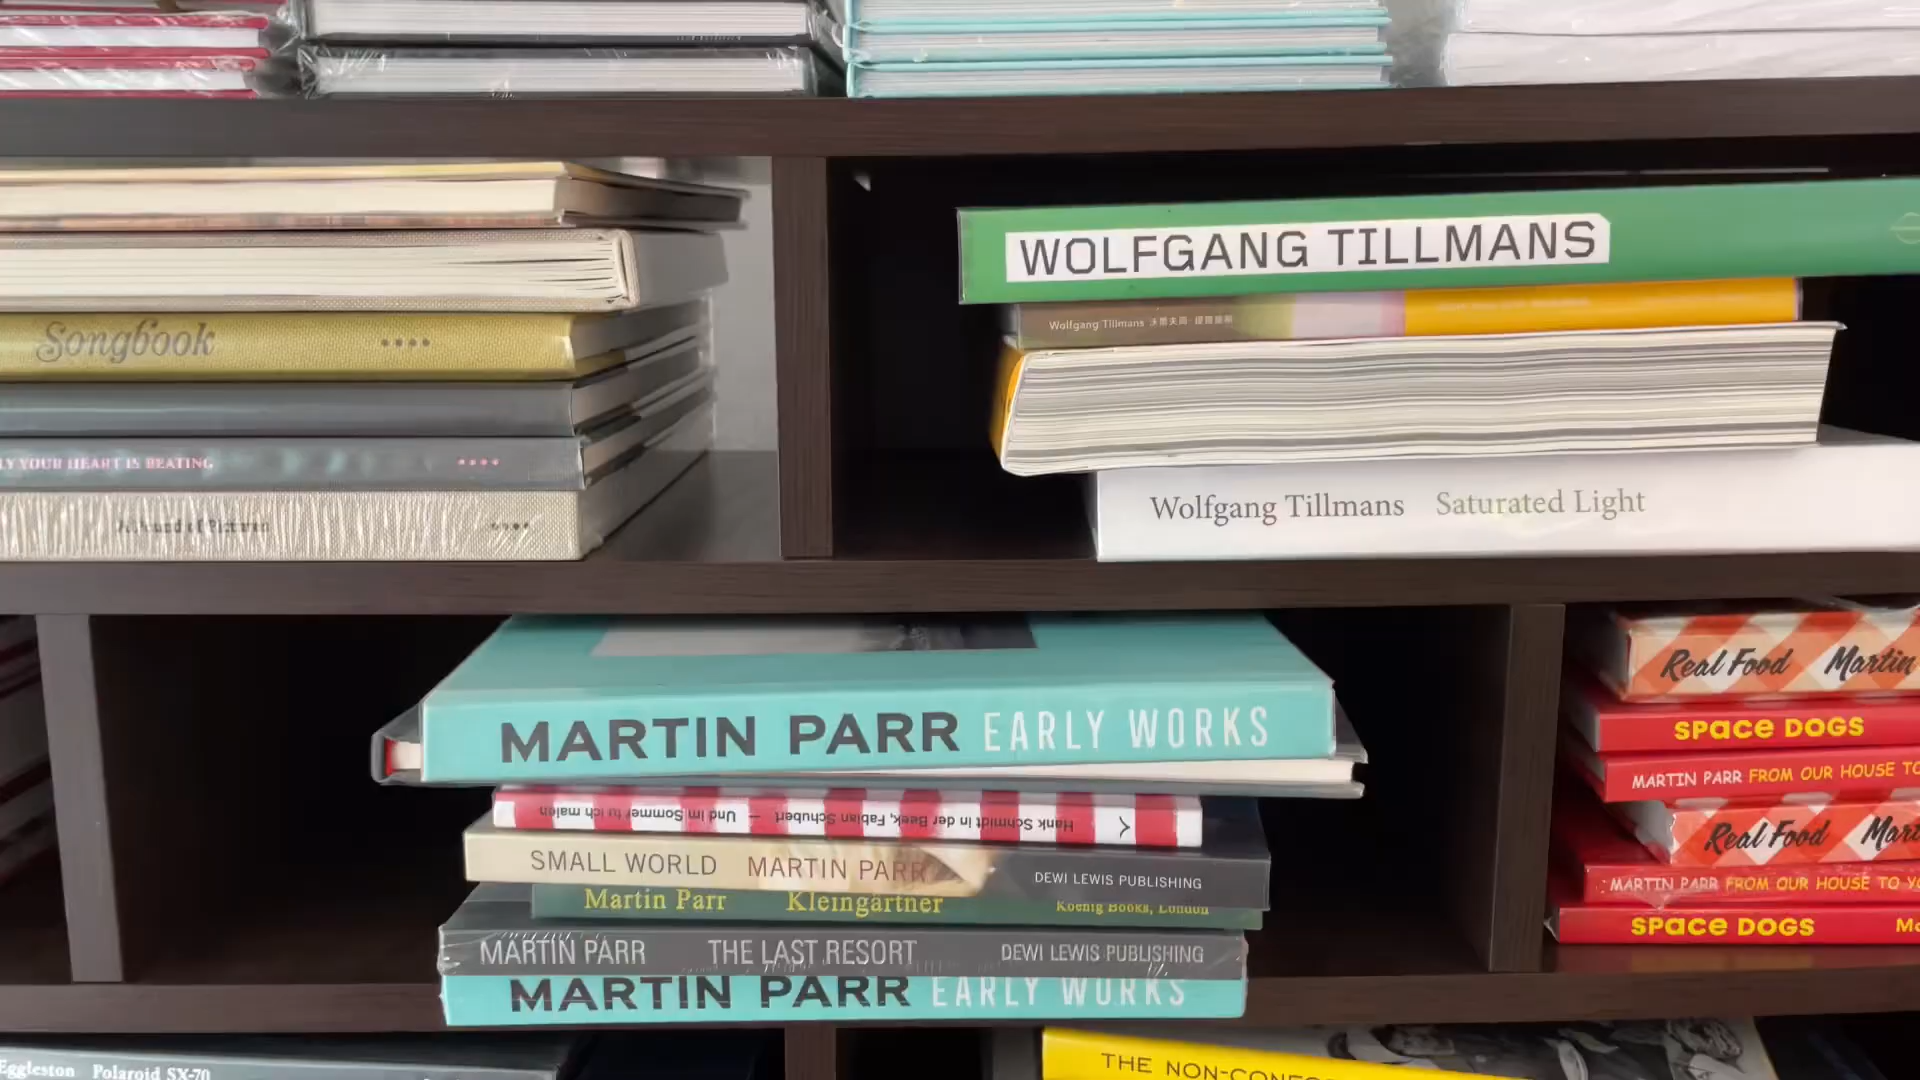 WOLFGANG TILLMANS
Wolfgang Tillmans
Songbook
LY YOUR HEART IS BEATING
Wolfgang Tillmans Saturated Light
MARTIN PARR EARLY WORKS
Hank Schmidt in der Beek, Fabian Schubert — Und im Sommer tu ich malen
SMALL WORLD MARTIN PARR DEWI LEWIS PUBLISHING
Martin Parr Kleingärtner Koenig Books, London
MARTIN PARR THE LAST RESORT DEWI LEWIS PUBLISHING
MARTIN PARR EARLY WORKS
Real Food Martin
SPACE DOGS
MARTIN PARR FROM OUR HOUSE TO
Real Food Mart
MARTIN PARR FROM OUR HOUSE TO YO
SPACE DOGS Ma
Eggleston Polaroid SX-70
THE NON-CONFO